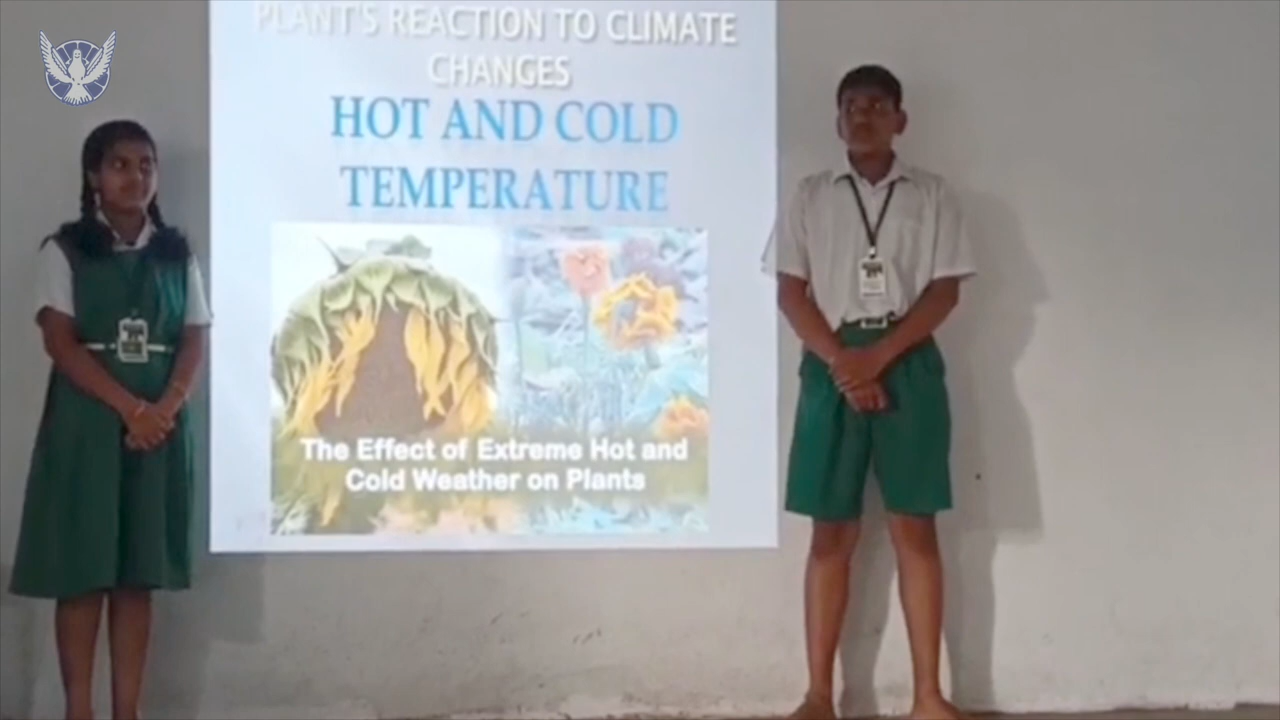 PLANT'S REACTION TO CLIMATE
CHANGES
HOT AND COLD
TEMPERATURE
The Effect of Extreme Hot and
Cold Weather on Plants